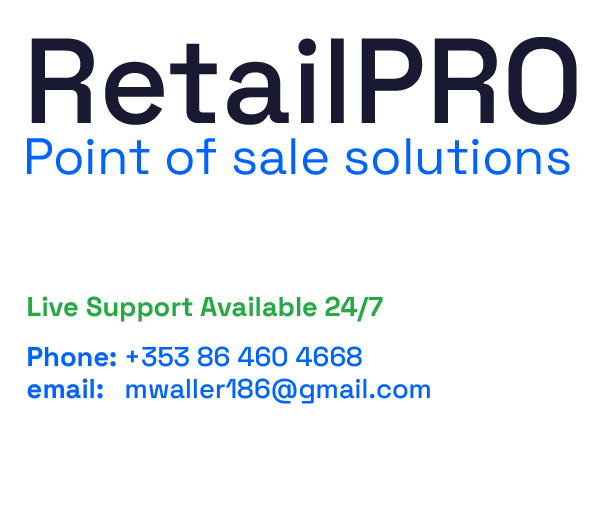 RetailPRO
Point of sale solutions
Live Support Available 24/7
Phone: +353 86 460 4668
email: mwaller186@gmail.com